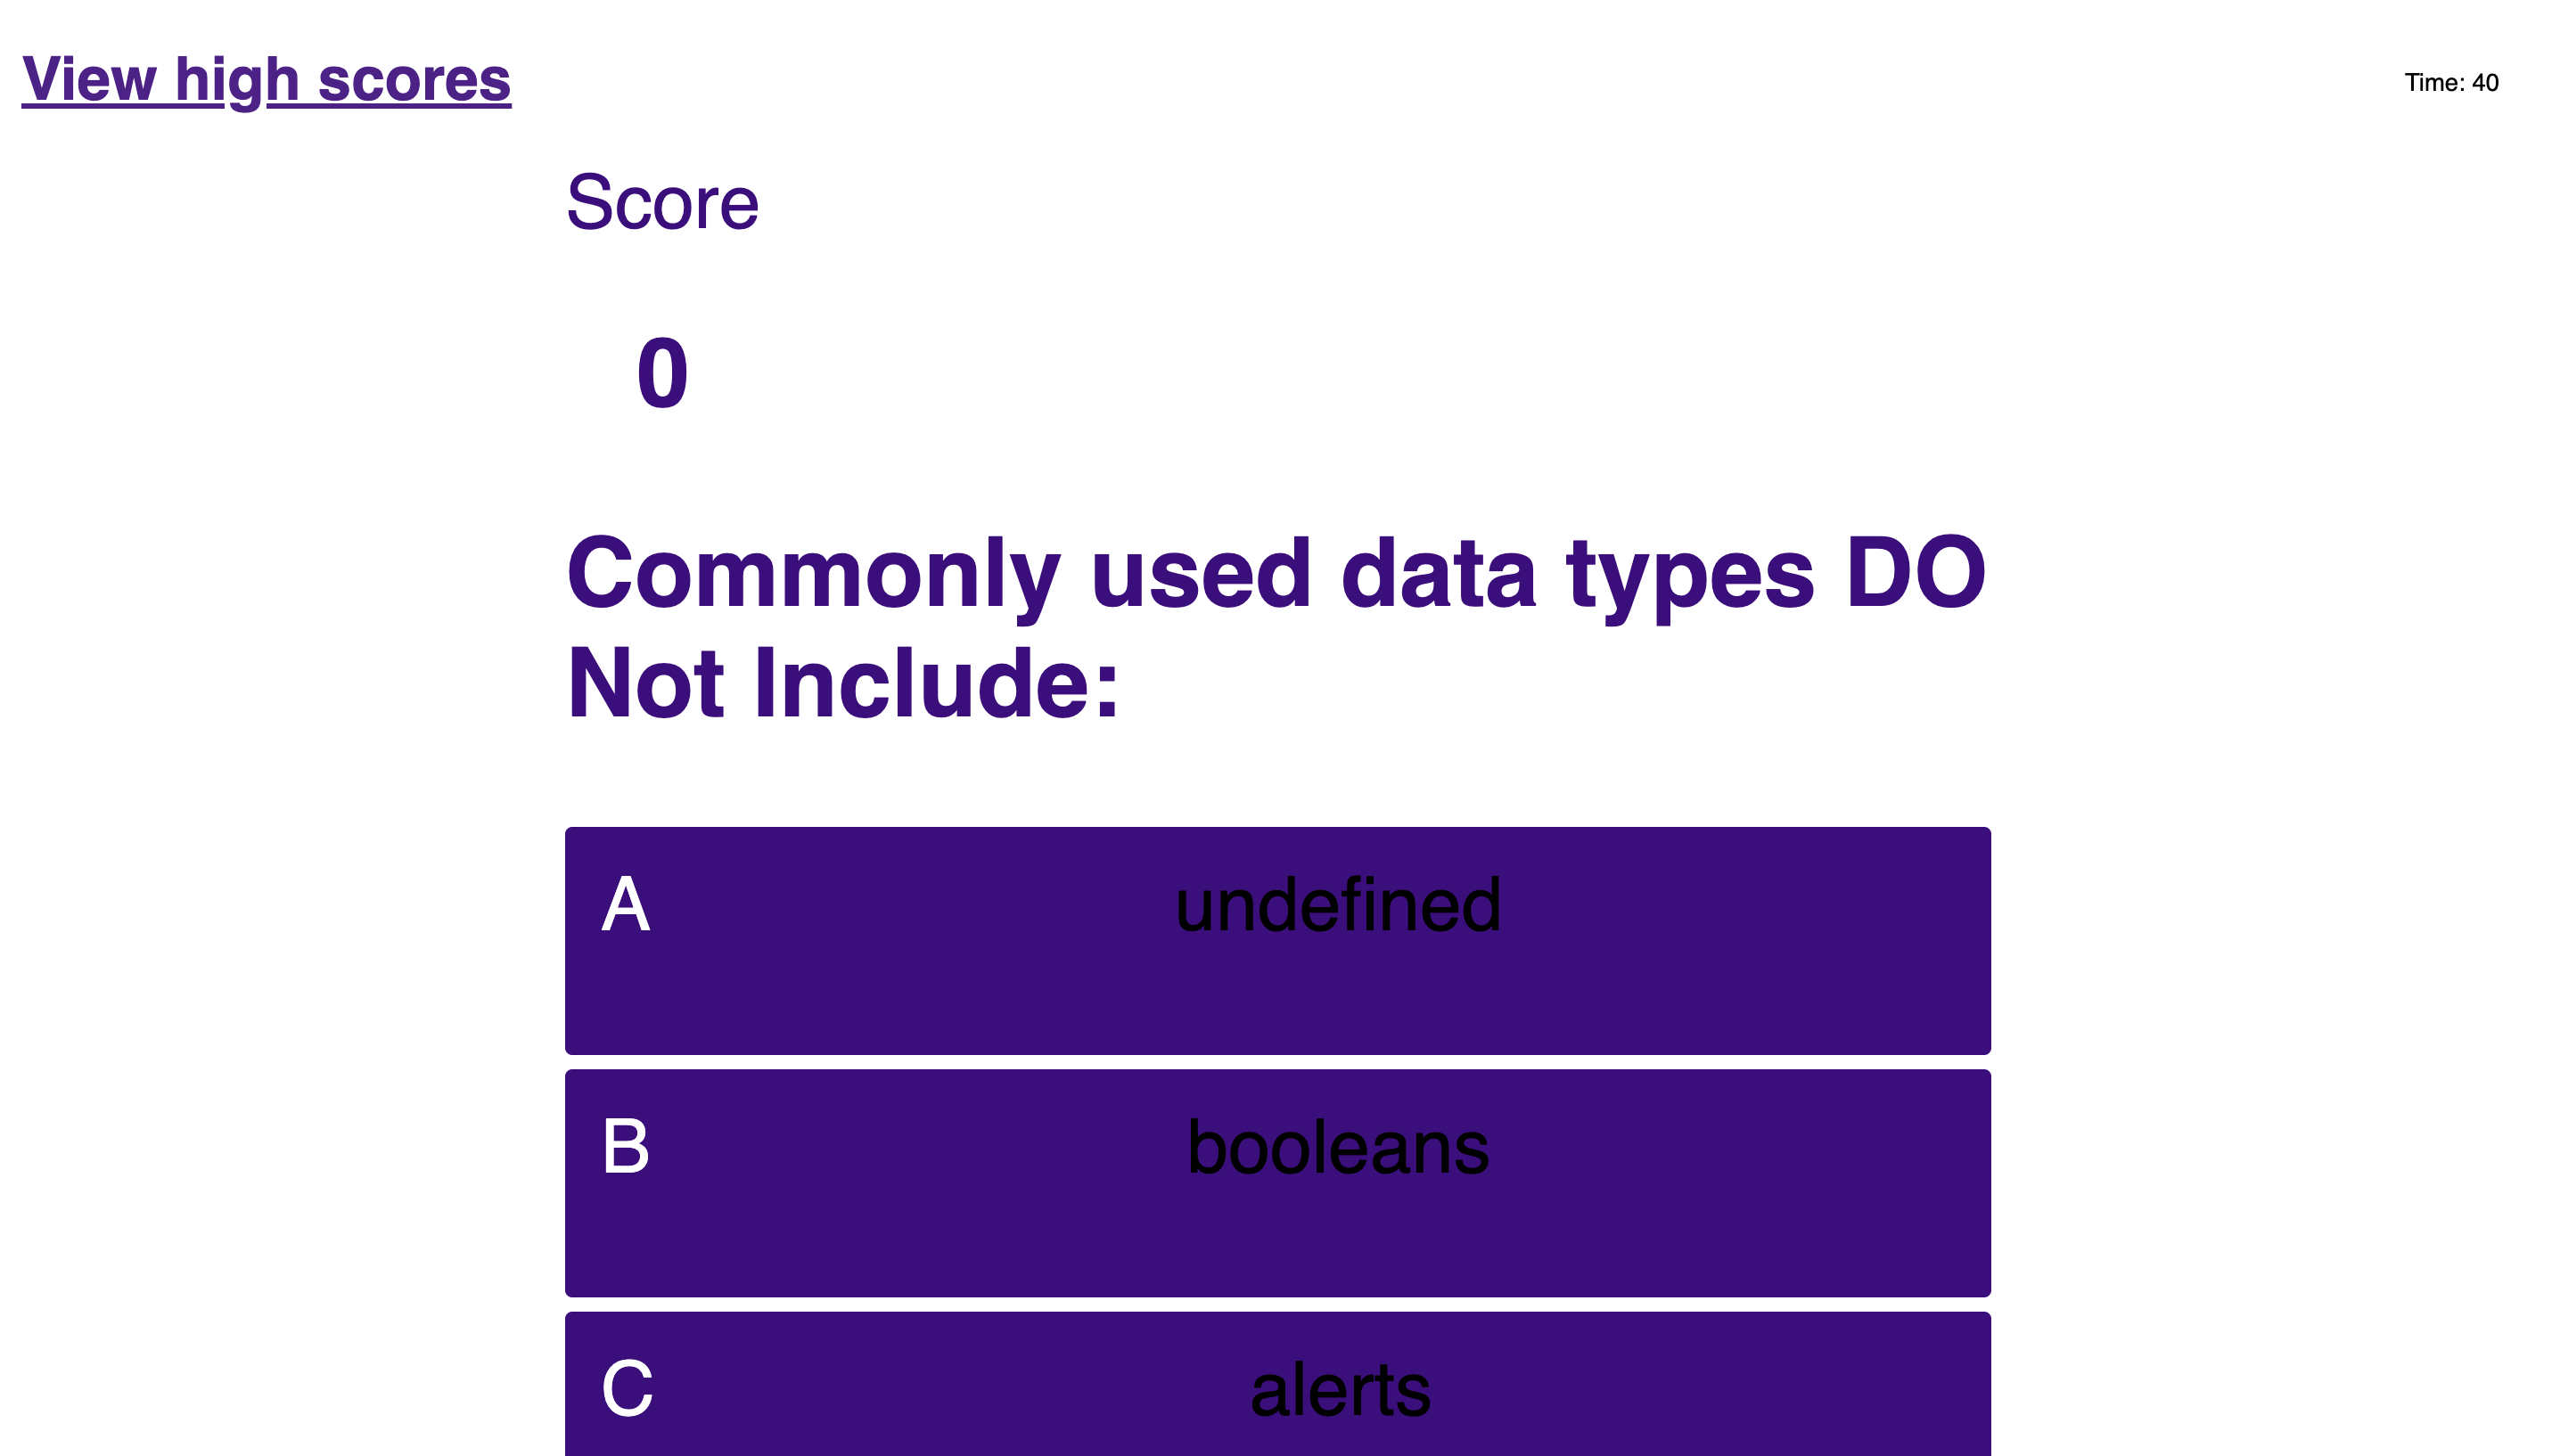 View high scores
Time: 40
Score
0
Commonly used data types DO
Not Include:
A undefined
B booleans
C alerts